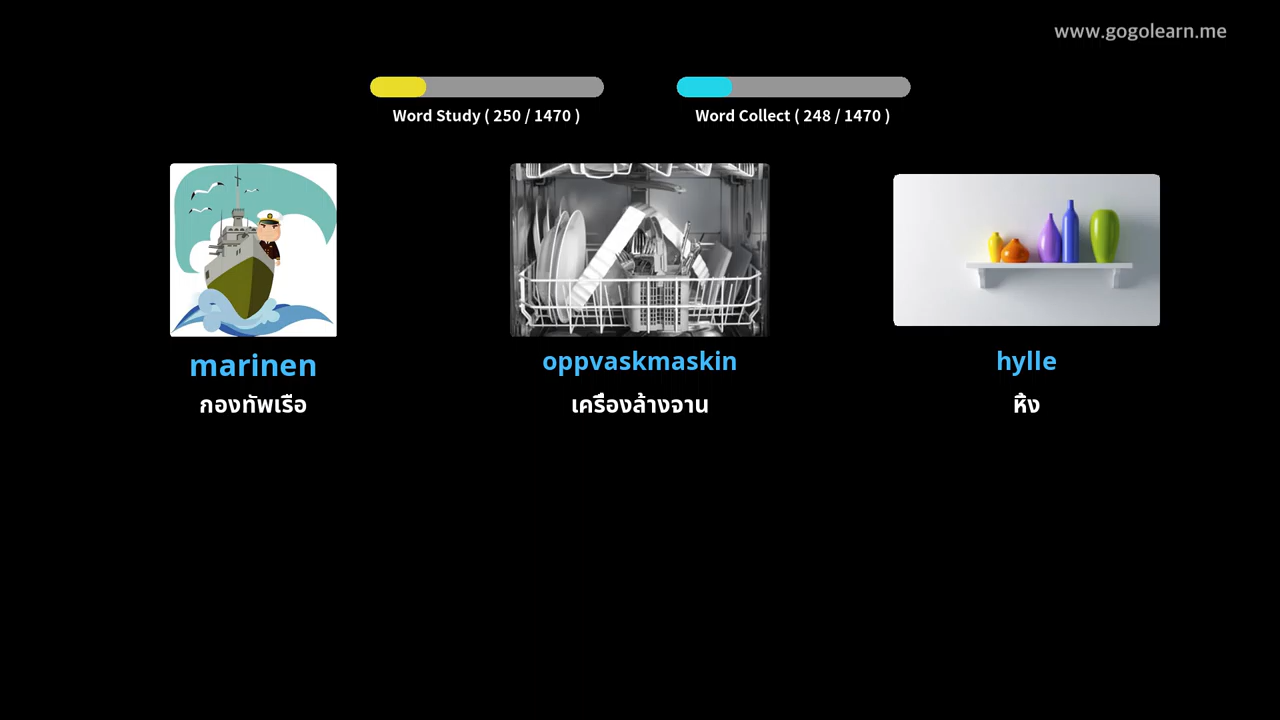 www.gogolearn.me
Word Study ( 250 / 1470 )
Word Collect ( 248 / 1470 )
marinen
กองทัพเรือ
oppvaskmaskin
เครื่องล้างจาน
hylle
หิ้ง